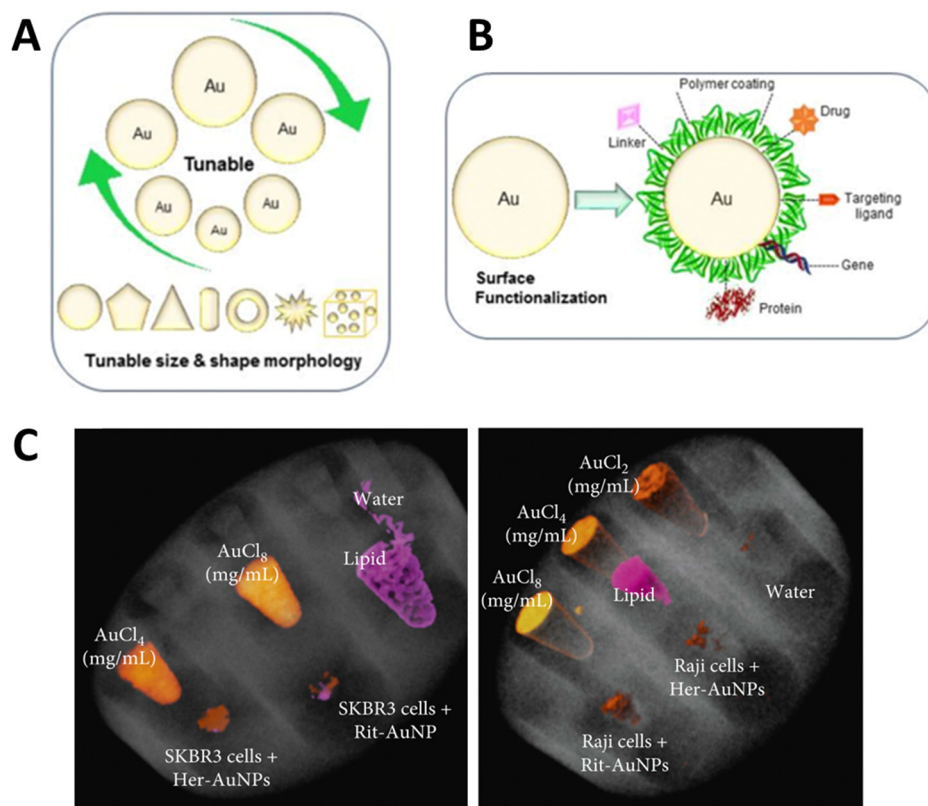 A
Au
Au
Au
Tunable
Au
Au
Au
Tunable size & shape morphology
B
Polymer coating
Drug
Linker
Au
Au
Targeting
ligand
Surface
Functionalization
Gene
Protein
C
Water
AuCl₈
(mg/mL)
Lipid
AuCl₄
(mg/mL)
SKBR3 cells +
Rit-AuNP
SKBR3 cells +
Her-AuNPs
AuCl₂
(mg/mL)
AuCl₄
(mg/mL)
AuCl₈
(mg/mL)
Lipid
Water
Raji cells +
Her-AuNPs
Raji cells +
Rit-AuNPs